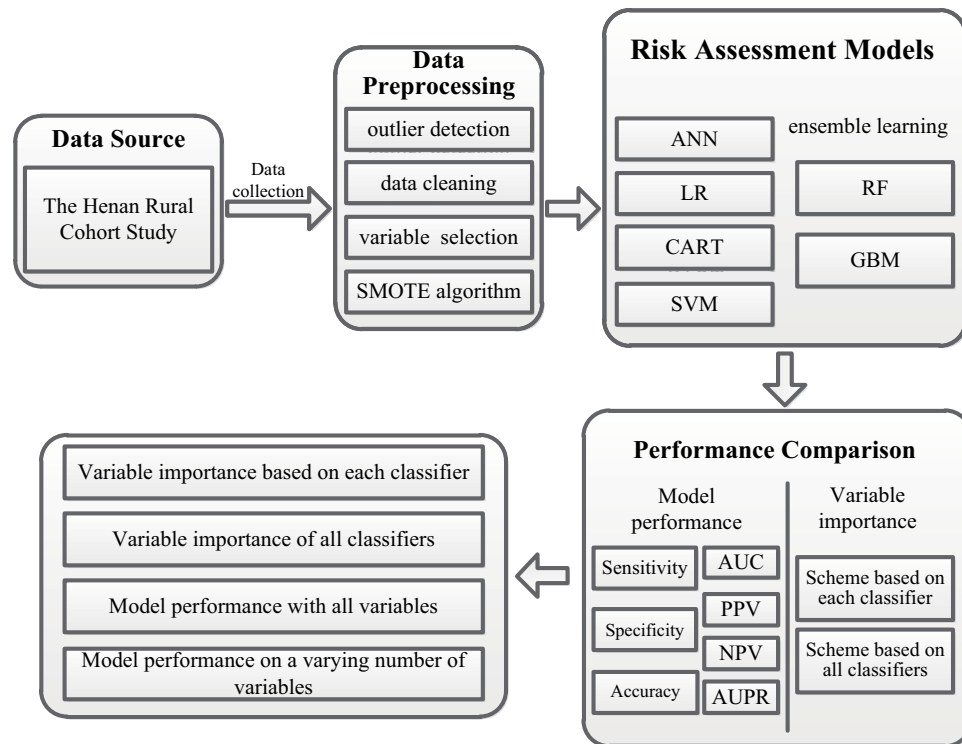 Data Source
The Henan Rural
Cohort Study
Data
collection
Data
Preprocessing
outlier detection
data cleaning
variable selection
SMOTE algorithm
Risk Assessment Models
ANN
LR
CART
SVM
ensemble learning
RF
GBM
Performance Comparison
Model
performance
Sensitivity
Specificity
Accuracy
AUC
PPV
NPV
AUPR
Variable
importance
Scheme based on
each classifier
Scheme based on
all classifiers
Variable importance based on each classifier
Variable importance of all classifiers
Model performance with all variables
Model performance on a varying number of
variables